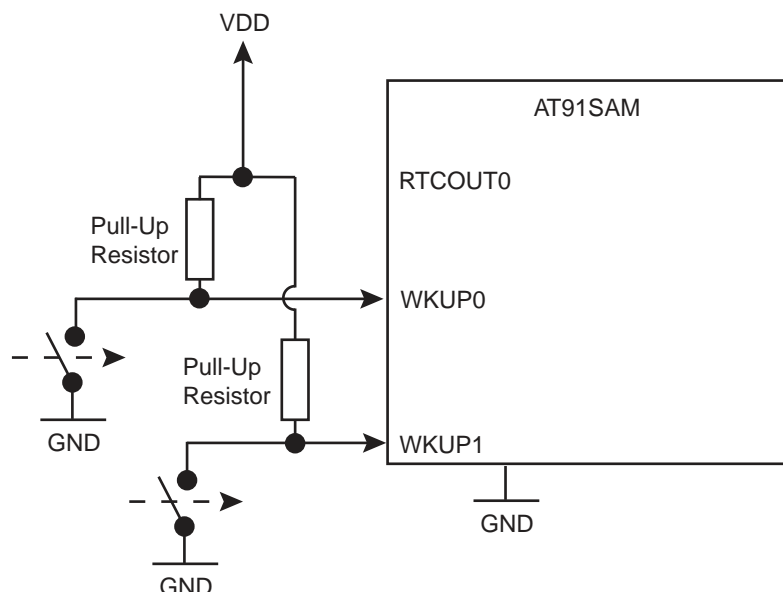 VDD
AT91SAM
RTCOUT0
Pull-Up
Resistor
WKUP0
Pull-Up
Resistor
GND
WKUP1
GND
GND